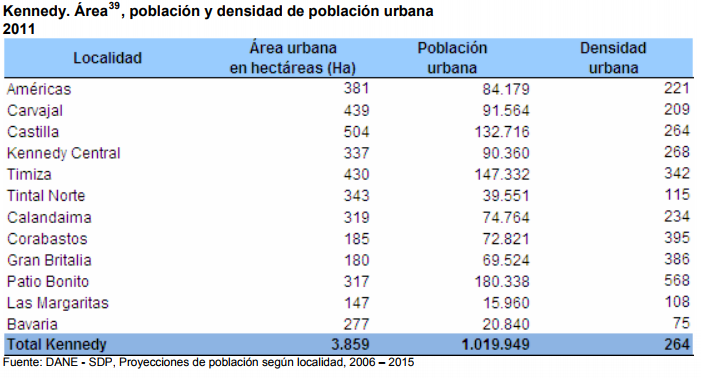 Kennedy. Área39, población y densidad de población urbana
2011
Localidad Área urbana en hectáreas (Ha) Población urbana Densidad urbana
Américas 381 84.179 221
Carvajal 439 91.564 209
Castilla 504 132.716 264
Kennedy Central 337 90.360 268
Timiza 430 147.332 342
Tintal Norte 343 39.551 115
Calandaima 319 74.764 234
Corabastos 185 72.821 395
Gran Britalia 180 69.524 386
Patio Bonito 317 180.338 568
Las Margaritas 147 15.960 108
Bavaria 277 20.840 75
Total Kennedy 3.859 1.019.949 264
Fuente: DANE - SDP, Proyecciones de población según localidad, 2006 – 2015